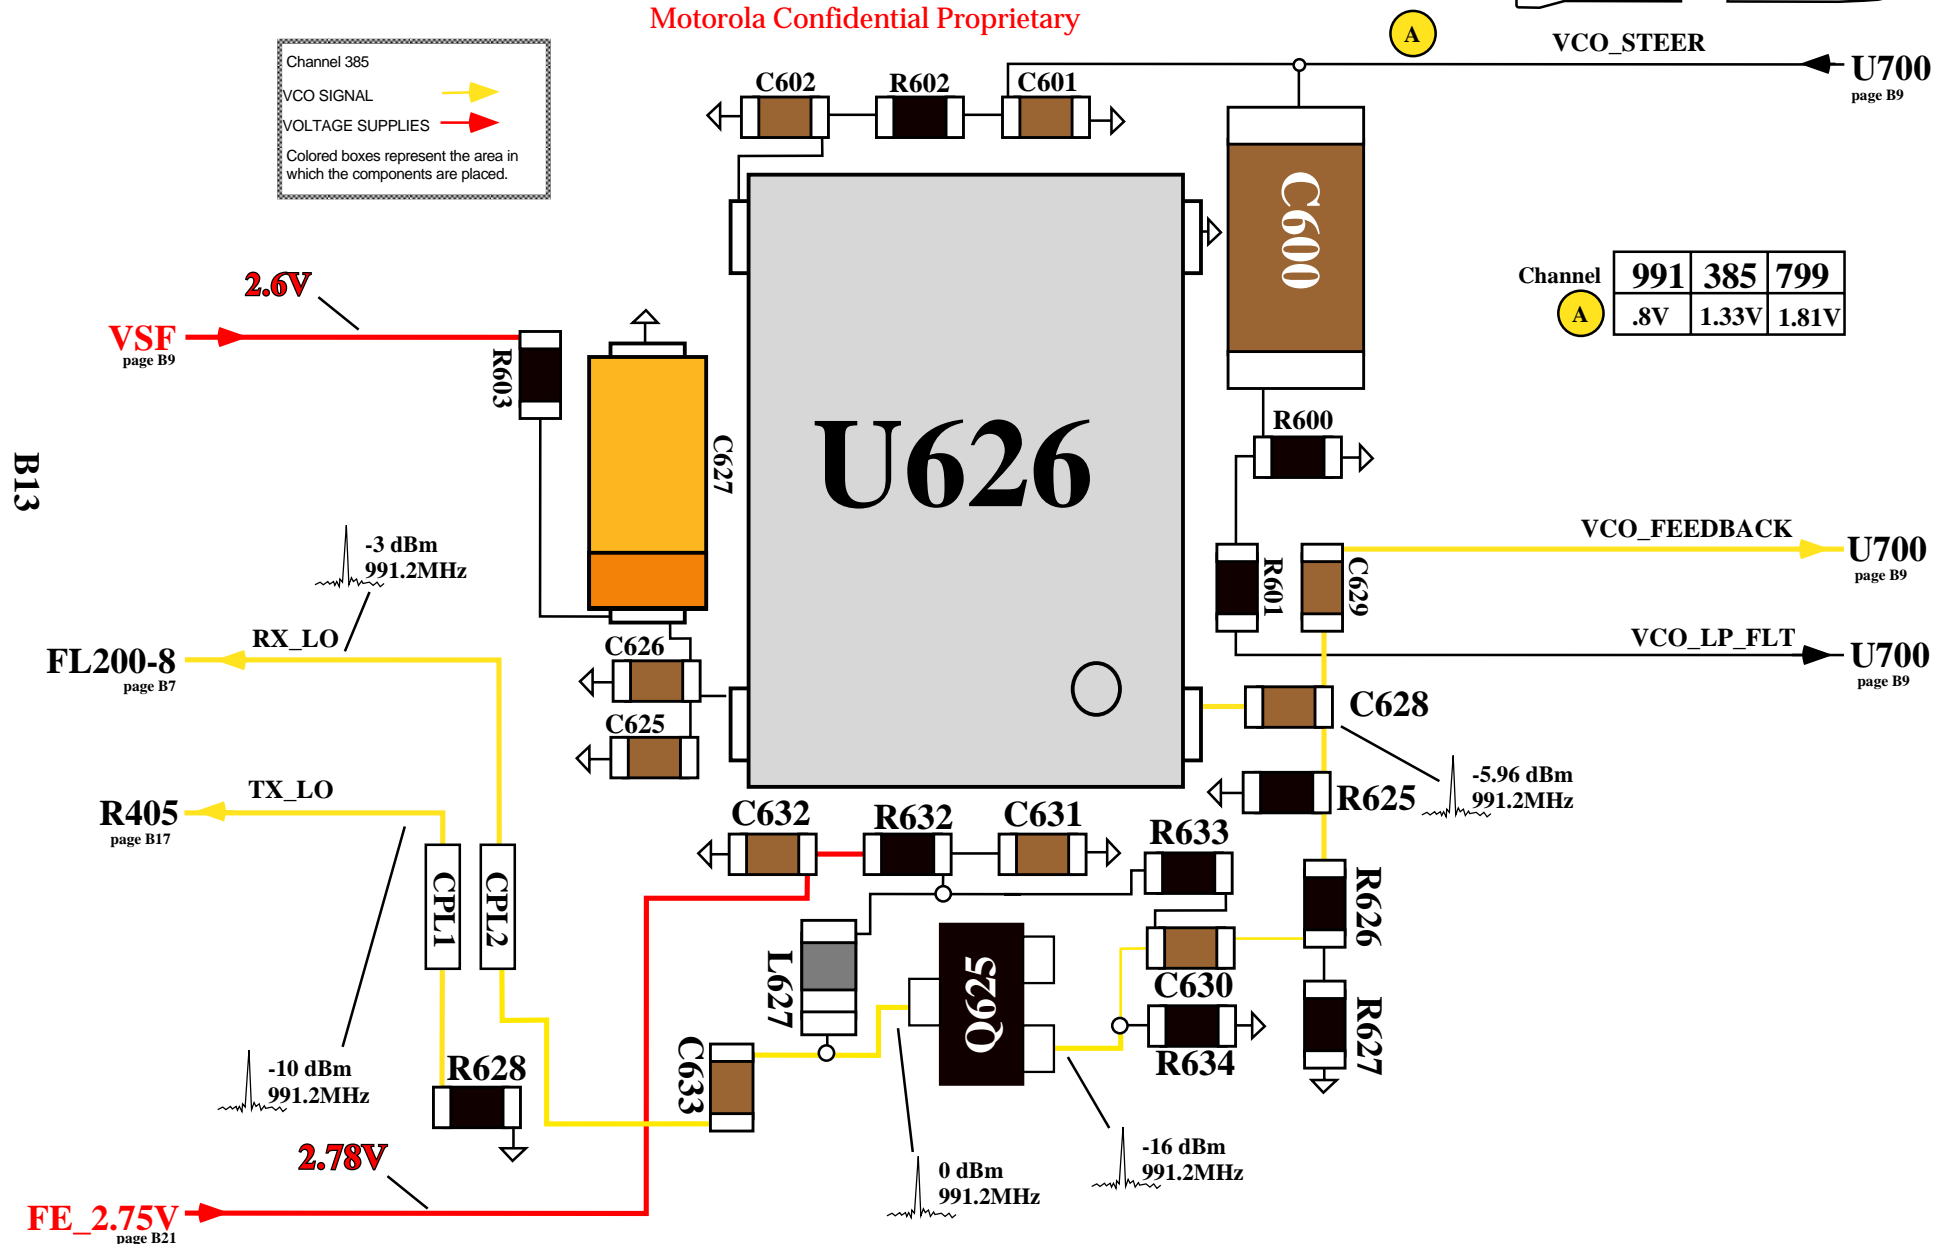 Motorola Confidential Proprietary
Channel 385
VCO SIGNAL
VOLTAGE SUPPLIES
Colored boxes represent the area in
which the components are placed.
A
VCO_STEER
U700
page B9
C602
R602
C601
C600
Channel
991
385
799
A
.8V
1.33V
1.81V
2.6V
VSF
page B9
R603
C627
U626
R600
B13
VCO_FEEDBACK
U700
page B9
R601
C629
-3 dBm
991.2MHz
VCO_LP_FLT
U700
page B9
RX_LO
FL200-8
page B7
C626
C625
C628
-5.96 dBm
991.2MHz
TX_LO
R405
page B17
R625
C632
R632
C631
R633
CPL1
CPL2
R626
L627
Q625
C630
R634
R627
C633
R628
-10 dBm
991.2MHz
-16 dBm
991.2MHz
0 dBm
991.2MHz
2.78V
FE_2.75V
page B21